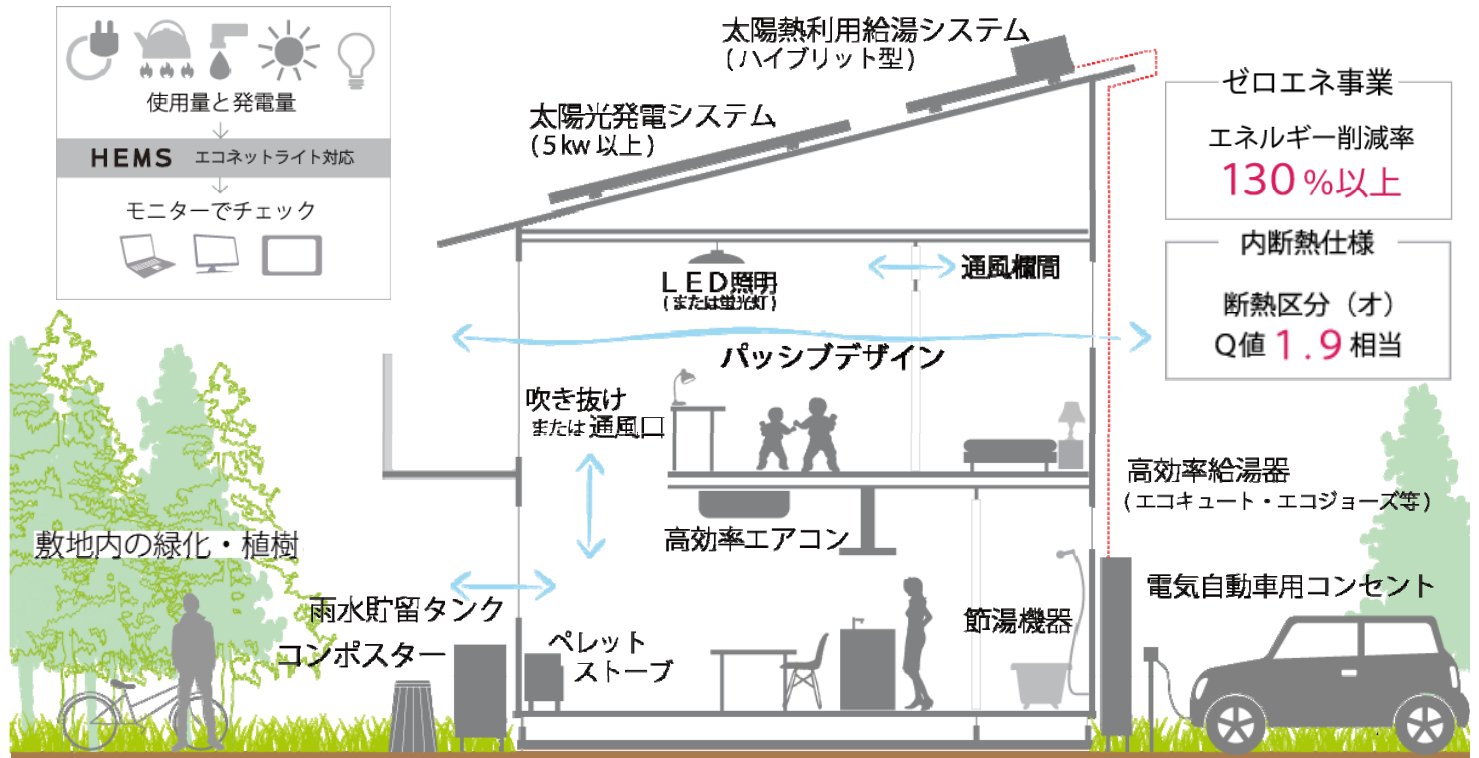 使用量と発電量
HEMS エコネットライト対応
モニターでチェック
太陽熱利用給湯システム
(ハイブリット型)
太陽光発電システム
(5kw以上)
ゼロエネ事業
エネルギー削減率
130%以上
内断熱仕様
断熱区分（オ）
Q値 1.9 相当
LED照明
(または蛍光灯)
通風欄間
パッシブデザイン
吹き抜け
または通風口
高効率エアコン
高効率給湯器
(エコキュート・エコジョーズ等)
敷地内の緑化・植樹
雨水貯留タンク
コンポスター
ペレット
ストーブ
節湯機器
電気自動車用コンセント